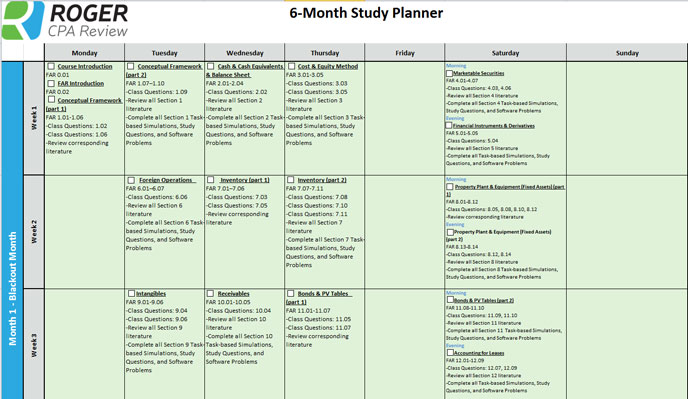 ROGER
CPA Review
6-Month Study Planner
Monday
Tuesday
Wednesday
Thursday
Friday
Saturday
Sunday
Month 1 - Blackout Month
Week 1
Course Introduction
FAR 0.01
FAR Introduction
FAR 0.02
Conceptual Framework
(part 1)
FAR 1.01-1.06
-Class Questions: 1.02
-Class Questions: 1.06
-Review corresponding
literature
Conceptual Framework
(part 2)
FAR 1.07–1.10
-Class Questions: 1.09
-Review all Section 1
literature
-Complete all Section 1 Task-
based Simulations, Study
Questions, and Software
Problems
Cash & Cash Equivalents
& Balance Sheet
FAR 2.01-2.04
-Class Questions: 2.02
-Review all Section 2
literature
-Complete all Section 2 Task-
based Simulations, Study
Questions, and Software
Problems
Cost & Equity Method
FAR 3.01-3.05
-Class Questions: 3.03
-Class Questions: 3.05
-Review all Section 3
literature
-Complete all Section 3 Task-
based Simulations, Study
Questions, and Software
Problems
Morning
Marketable Securities
FAR 4.01-4.07
-Class Questions: 4.03, 4.06
-Review all Section 4 literature
-Complete all Section 4 Task-based Simulations, Study
Questions, and Software Problems
Evening
Financial Instruments & Derivatives
FAR 5.01-5.05
-Class Questions: 5.04
-Review all Section 5 literature
-Complete all Task-based Simulations, Study
Questions, and Software Problems
Week2
Foreign Operations
FAR 6.01–6.07
-Class Questions: 6.06
-Review all Section 6
literature
-Complete all Section 6 Task-
based Simulations, Study
Questions, and Software
Problems
Inventory (part 1)
FAR 7.01–7.06
-Class Questions: 7.03
-Class Questions: 7.05
-Review corresponding
literature
Inventory (part 2)
FAR 7.07-7.11
-Class Questions: 7.08
-Class Questions: 7.10
-Class Questions: 7.11
-Review all Section 7
literature
-Complete all Section 7 Task-
based Simulations, Study
Questions, and Software
Problems
Morning
Property Plant & Equipment (Fixed Assets) (part
1)
FAR 8.01-8.12
-Class Questions: 8.05, 8.08, 8.10, 8.12
-Review corresponding literature
Evening
Property Plant & Equipment (Fixed Assets)
(part 2)
FAR 8.13-8.14
-Class Questions: 8.12, 8.14
-Review all Section 8 literature
-Complete all Section 8 Task-based Simulations, Study
Questions, and Software Problems
Week3
Intangibles
FAR 9.01-9.06
-Class Questions: 9.04
-Class Questions: 9.06
-Review all Section 9
literature
-Complete all Section 9 Task-
based Simulations, Study
Questions, and Software
Problems
Receivables
FAR 10.01-10.05
-Class Questions: 10.04
-Review all Section 10
literature
-Complete all Section 10
Task-based Simulations,
Study Questions, and
Software Problems
Bonds & PV Tables
(part 1)
FAR 11.01–11.07
-Class Questions: 11.05
-Class Questions: 11.07
-Review corresponding
literature
Morning
Bonds & PV Tables (part 2)
FAR 11.08-11.10
-Class Questions: 11.09, 11.10
-Review all Section 11 literature
-Complete all Section 11 Task-based Simulations, Study
Questions, and Software Problems
Evening
Accounting for Leases
FAR 12.01-12.09
-Class Questions: 12.07, 12.09
-Review all Section 12 literature
-Complete all Task-based Simulations, Study
Questions, and Software Problems